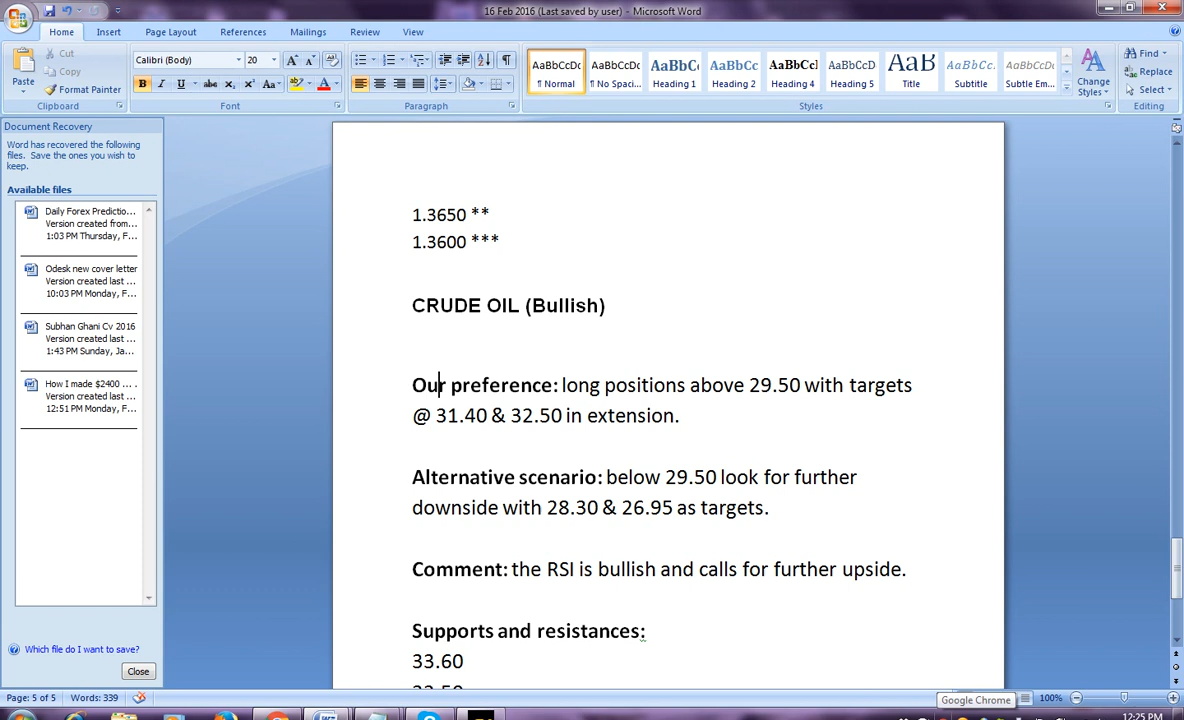 16 Feb 2016 (Last saved by user) - Microsoft Word
Home Insert Page Layout References Mailings Review View
Paste
Cut
Copy
Format Painter
Clipboard
Calibri (Body) 20
Font
Paragraph
AaBbCcDc AaBbCcDc AaBbC AaBbCc AaBbCcI AaBbCcD AaB AaBbCc. AaBbCcDc
¶ Normal ¶ No Spaci... Heading 1 Heading 2 Heading 4 Heading 5 Title Subtitle Subtle Em...
Change Styles
Styles
Find
Replace
Select
Editing
Document Recovery
Word has recovered the following
files. Save the ones you wish to
keep.
Available files
Daily Forex Predictio...
Version created from...
1:03 PM Thursday, F...
Odesk new cover letter
Version created last ...
10:03 PM Monday, F...
Subhan Ghani Cv 2016
Version created last ...
1:43 PM Sunday, Ja...
How I made $2400 ... ...
Version created last ...
12:51 PM Monday, F...
Which file do I want to save?
Close
1.3650 **
1.3600 ***
CRUDE OIL (Bullish)
Our preference: long positions above 29.50 with targets
@ 31.40 & 32.50 in extension.
Alternative scenario: below 29.50 look for further
downside with 28.30 & 26.95 as targets.
Comment: the RSI is bullish and calls for further upside.
Supports and resistances:
33.60
Page: 5 of 5 Words: 339
Google Chrome
100%
12:25 PM